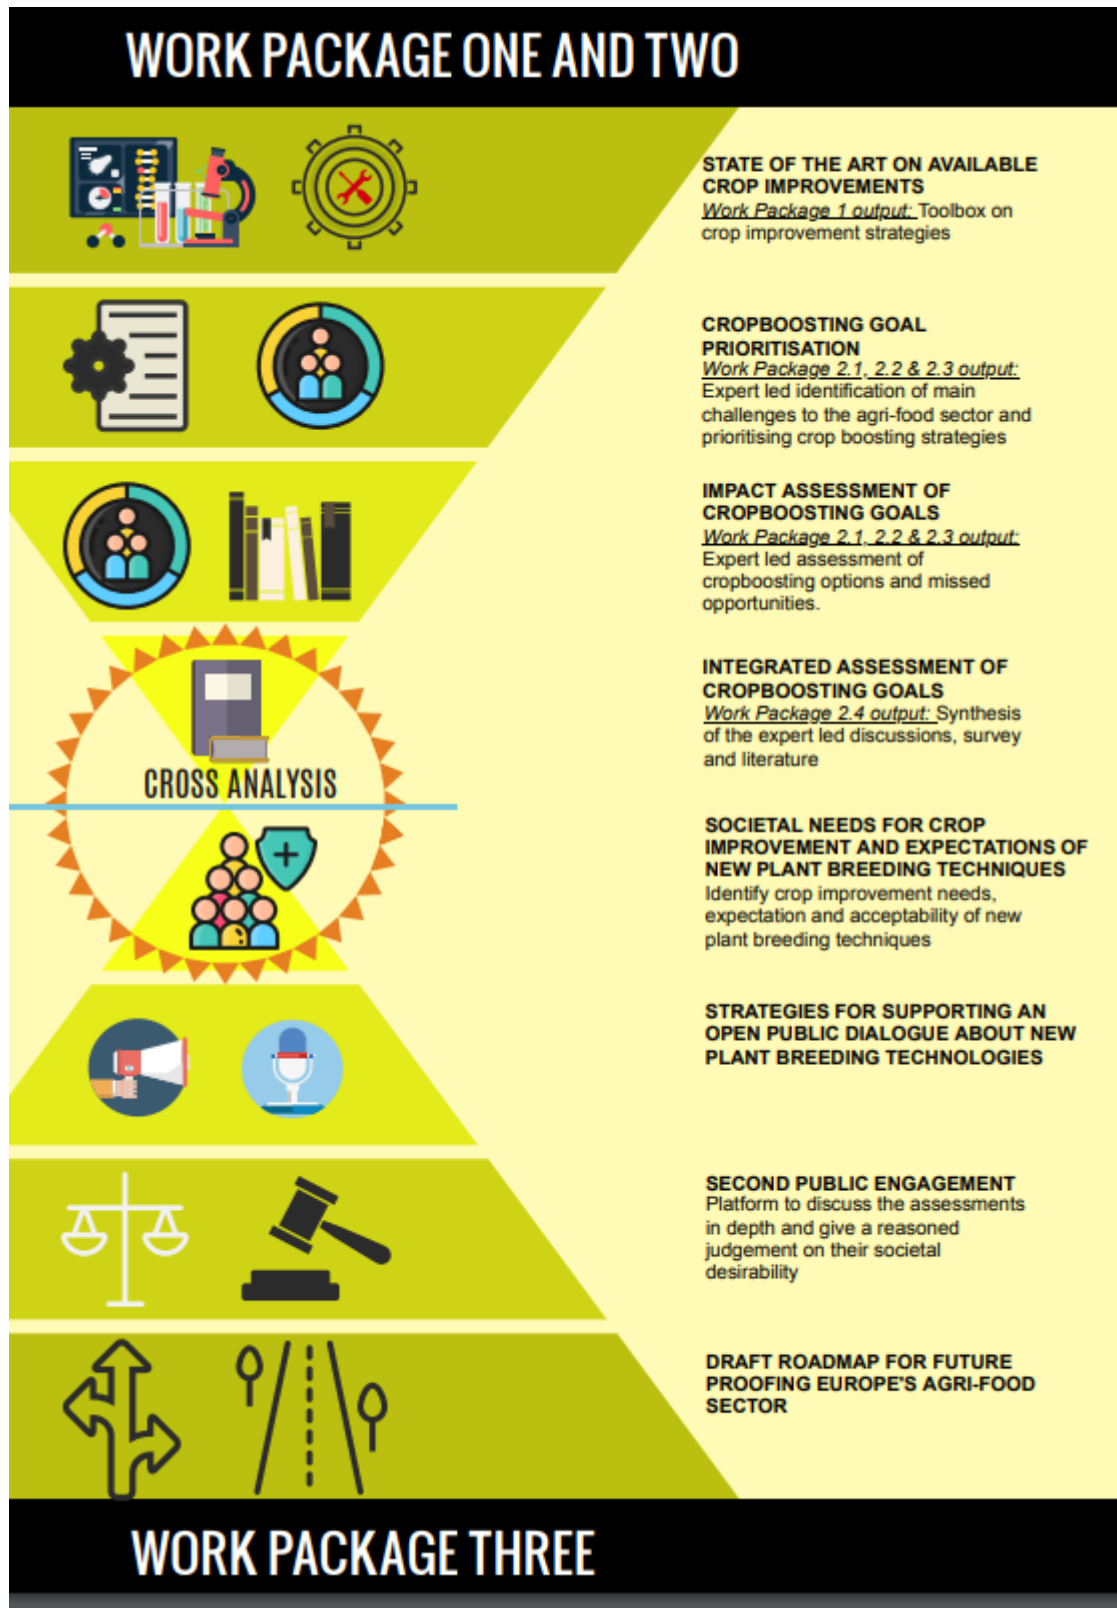 WORK PACKAGE ONE AND TWO
STATE OF THE ART ON AVAILABLE
CROP IMPROVEMENTS
Work Package 1 output: Toolbox on
crop improvement strategies
CROPBOOSTING GOAL
PRIORITISATION
Work Package 2.1, 2.2 & 2.3 output:
Expert led identification of main
challenges to the agri-food sector and
prioritising crop boosting strategies
IMPACT ASSESSMENT OF
CROPBOOSTING GOALS
Work Package 2.1, 2.2 & 2.3 output:
Expert led assessment of
cropboosting options and missed
opportunities.
INTEGRATED ASSESSMENT OF
CROPBOOSTING GOALS
Work Package 2.4 output: Synthesis
of the expert led discussions, survey
and literature
CROSS ANALYSIS
SOCIETAL NEEDS FOR CROP
IMPROVEMENT AND EXPECTATIONS OF
NEW PLANT BREEDING TECHNIQUES
Identify crop improvement needs,
expectation and acceptability of new
plant breeding techniques
STRATEGIES FOR SUPPORTING AN
OPEN PUBLIC DIALOGUE ABOUT NEW
PLANT BREEDING TECHNOLOGIES
SECOND PUBLIC ENGAGEMENT
Platform to discuss the assessments
in depth and give a reasoned
judgement on their societal
desirability
DRAFT ROADMAP FOR FUTURE
PROOFING EUROPE'S AGRI-FOOD
SECTOR
WORK PACKAGE THREE